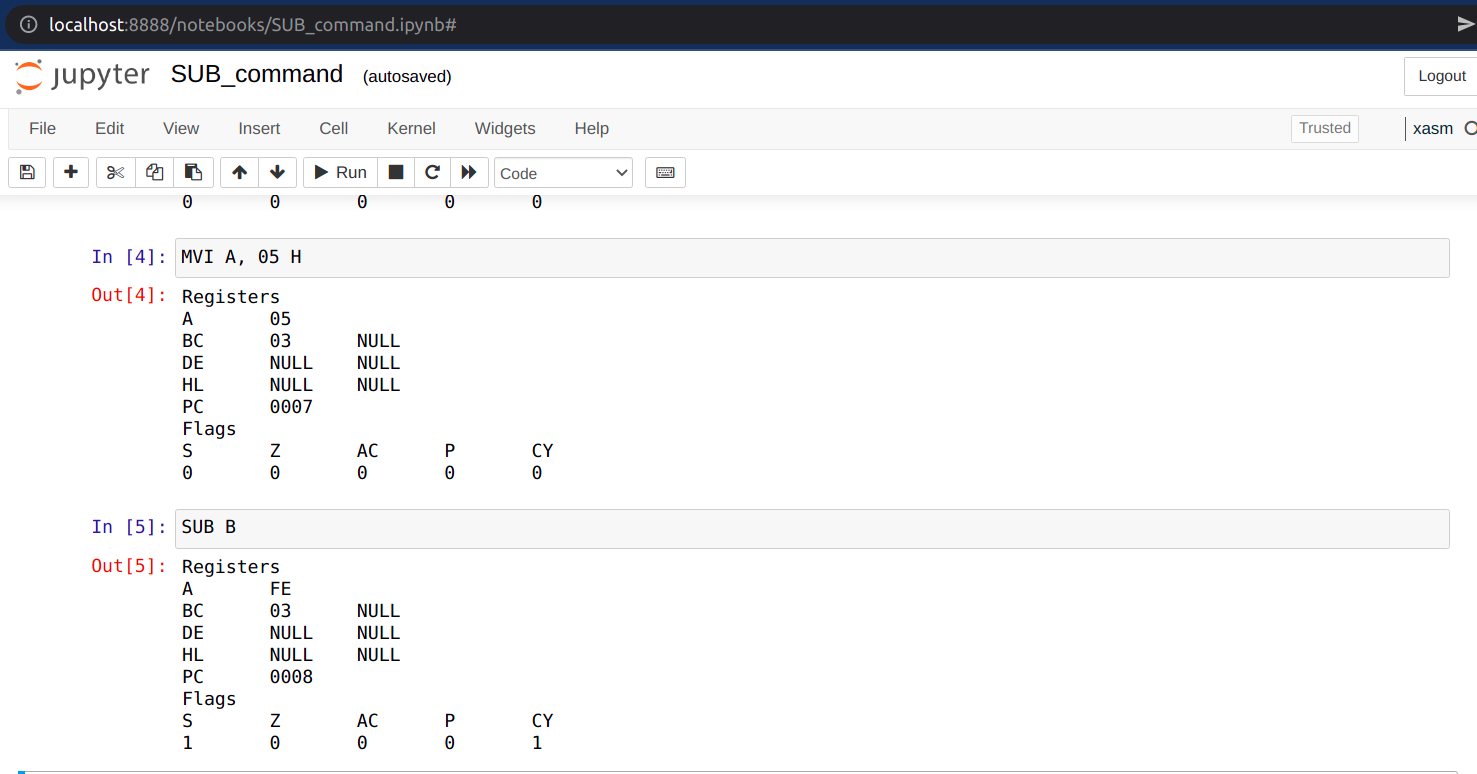 localhost:8888/notebooks/SUB_command.ipynb#
jupyter SUB_command (autosaved) Logout
File Edit View Insert Cell Kernel Widgets Help Trusted xasm
Run Code
0 0 0 0 0
In [4]: MVI A, 05 H
Out[4]: Registers
A 05
BC 03 NULL
DE NULL NULL
HL NULL NULL
PC 0007
Flags
S Z AC P CY
0 0 0 0 0
In [5]: SUB B
Out[5]: Registers
A FE
BC 03 NULL
DE NULL NULL
HL NULL NULL
PC 0008
Flags
S Z AC P CY
1 0 0 0 1